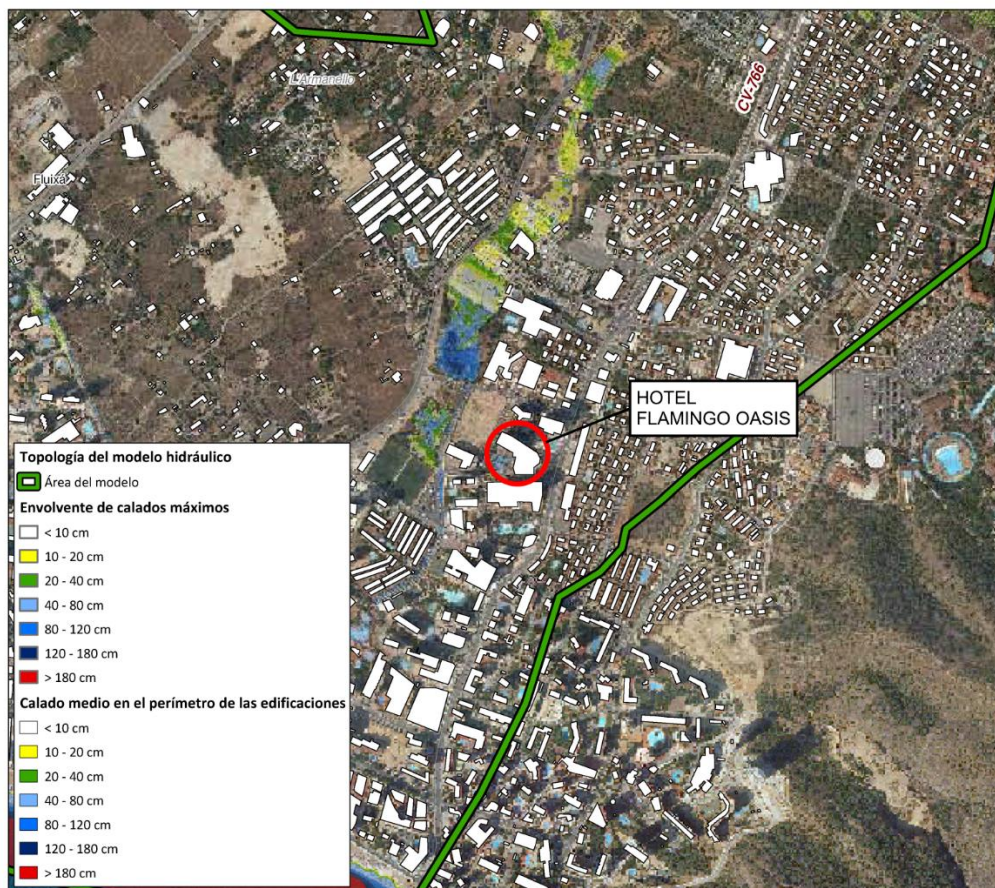 L'Armanello
CV-766
Fluixá
HOTEL
FLAMINGO OASIS
Topología del modelo hidráulico
Área del modelo
Envolvente de calados máximos
< 10 cm
10 - 20 cm
20 - 40 cm
40 - 80 cm
80 - 120 cm
120 - 180 cm
> 180 cm
Calado medio en el perímetro de las edificaciones
< 10 cm
10 - 20 cm
20 - 40 cm
40 - 80 cm
80 - 120 cm
120 - 180 cm
> 180 cm